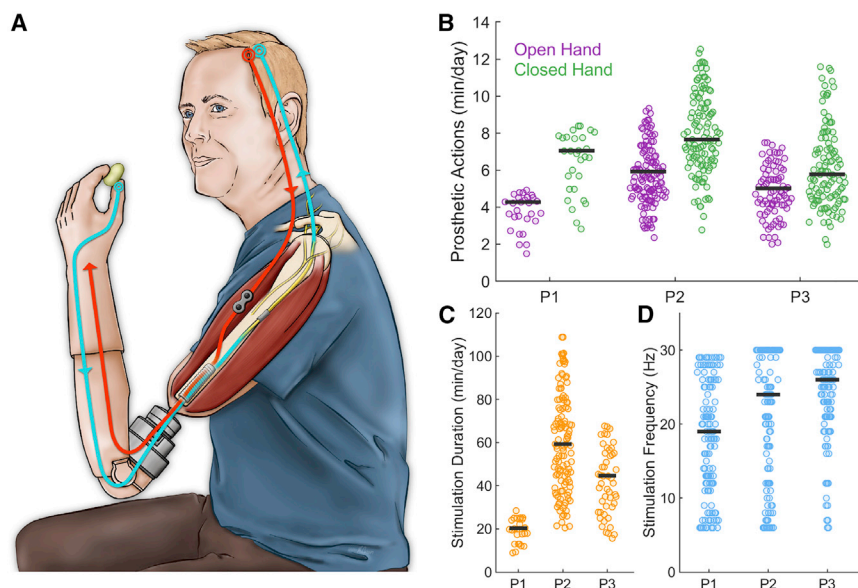 A
B
Prosthetic Actions (min/day)
14
12
10
8
6
4
2
0
Open Hand
Closed Hand
P1
P2
P3
C
Stimulation Duration (min/day)
120
100
80
60
40
20
0
P1
P2
P3
D
Stimulation Frequency (Hz)
30
20
10
0
P1
P2
P3